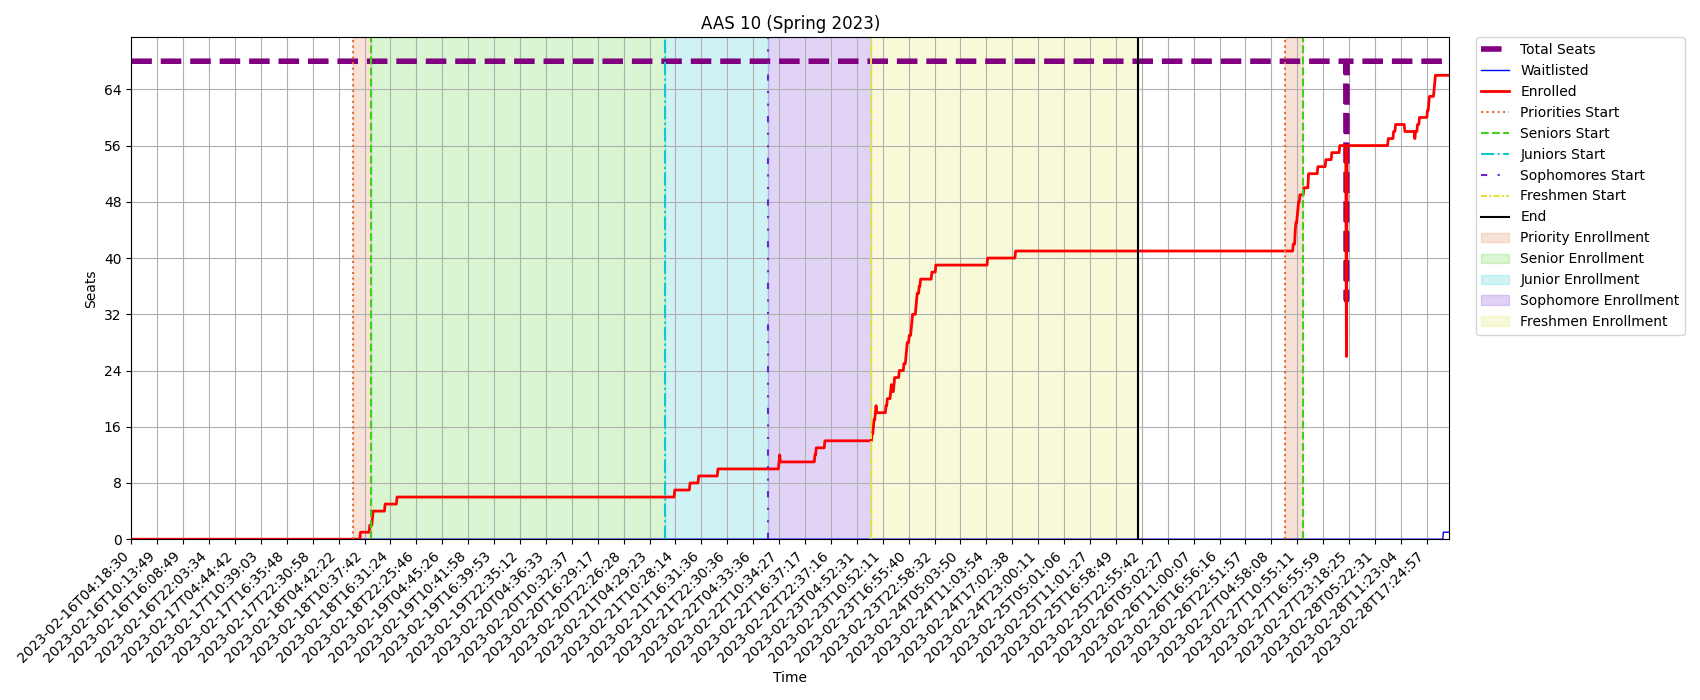 AAS 10 (Spring 2023)
Seats
64
56
48
40
32
24
16
8
0
2023-02-16T04:18:30
2023-02-16T10:13:49
2023-02-16T16:08:49
2023-02-16T22:03:34
2023-02-17T04:44:42
2023-02-17T10:39:03
2023-02-17T16:35:48
2023-02-17T22:30:58
2023-02-18T04:42:22
2023-02-18T10:37:42
2023-02-18T16:31:24
2023-02-18T22:25:46
2023-02-19T04:45:26
2023-02-19T10:41:58
2023-02-19T16:39:53
2023-02-19T22:35:12
2023-02-20T04:36:33
2023-02-20T10:32:37
2023-02-20T16:29:17
2023-02-20T22:26:28
2023-02-21T04:29:23
2023-02-21T10:28:14
2023-02-21T16:31:36
2023-02-21T22:30:36
2023-02-22T04:33:36
2023-02-22T10:34:27
2023-02-22T16:37:17
2023-02-22T22:37:16
2023-02-23T04:52:31
2023-02-23T10:52:11
2023-02-23T16:55:40
2023-02-23T22:58:32
2023-02-24T05:03:50
2023-02-24T11:03:54
2023-02-24T17:02:38
2023-02-24T23:00:11
2023-02-25T05:01:06
2023-02-25T11:01:27
2023-02-25T16:58:49
2023-02-25T22:55:42
2023-02-26T05:02:27
2023-02-26T11:00:07
2023-02-26T16:56:16
2023-02-26T22:51:57
2023-02-27T04:58:08
2023-02-27T10:55:11
2023-02-27T16:55:59
2023-02-27T23:18:25
2023-02-28T05:22:31
2023-02-28T11:23:04
2023-02-28T17:24:57
Time
Total Seats
Waitlisted
Enrolled
Priorities Start
Seniors Start
Juniors Start
Sophomores Start
Freshmen Start
End
Priority Enrollment
Senior Enrollment
Junior Enrollment
Sophomore Enrollment
Freshmen Enrollment